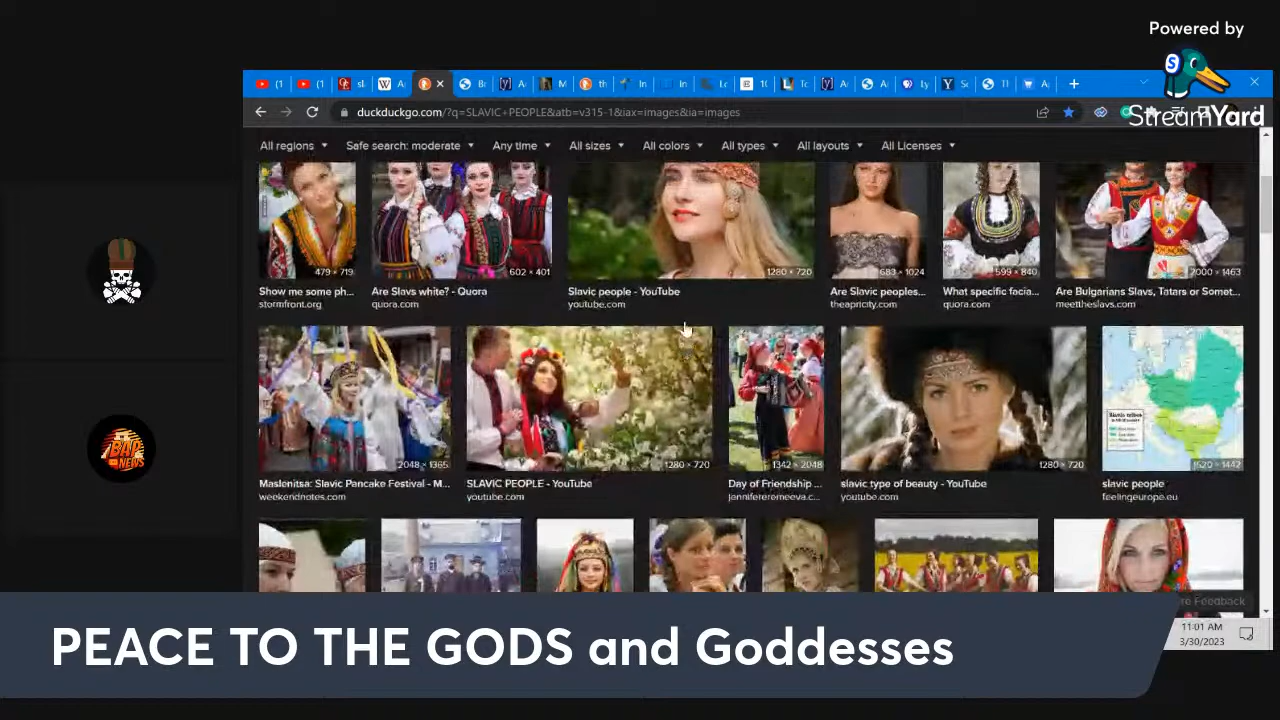 Powered by
StreamYard
duckduckgo.com/?q=SLAVIC+PEOPLE&atb=v315-1&iax=images&ia=images
All regions
Safe search: moderate
Any time
All sizes
All colors
All types
All layouts
All Licenses
479 × 719
602 × 401
1280 × 720
683 × 1024
599 × 840
2000 × 1463
Show me some ph...
Are Slavs white? - Quora
Slavic people - YouTube
Are Slavic peoples...
What specific facia...
Are Bulgarians Slavs, Tatars or Somet...
stormfront.org
quora.com
youtube.com
theapricity.com
quora.com
meettheslavs.com
2048 × 1365
1280 × 720
1342 × 2048
1280 × 720
1520 × 1442
Maslenitsa: Slavic Pancake Festival - M...
SLAVIC PEOPLE - YouTube
Day of Friendship ...
slavic type of beauty - YouTube
slavic people
weekendnotes.com
youtube.com
jennifereremeeva.c...
youtube.com
feelingeurope.eu
BAP
NEWS
re Feedback
11:01 AM
3/30/2023
PEACE TO THE GODS and Goddesses